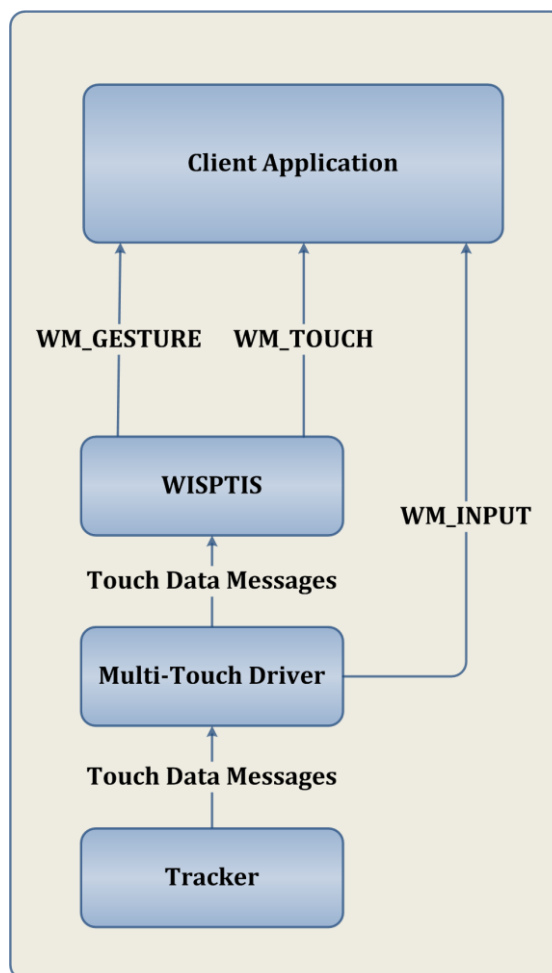 Client Application
WM_GESTURE
WM_TOUCH
WISPTIS
WM_INPUT
Touch Data Messages
Multi-Touch Driver
Touch Data Messages
Tracker